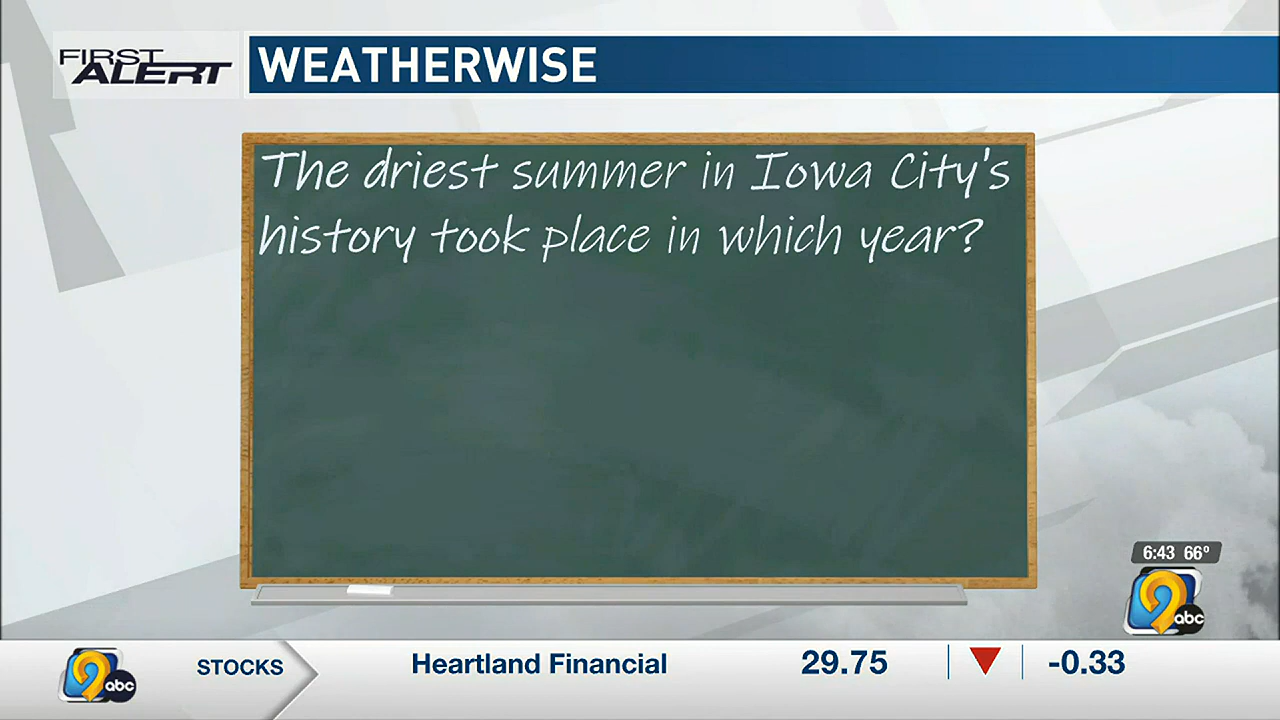 FIRST
ALERT
WEATHERWISE
The driest summer in Iowa City's
history took place in which year?
6:43 66°
9
abc
9
abc
STOCKS
Heartland Financial 29.75 -0.33